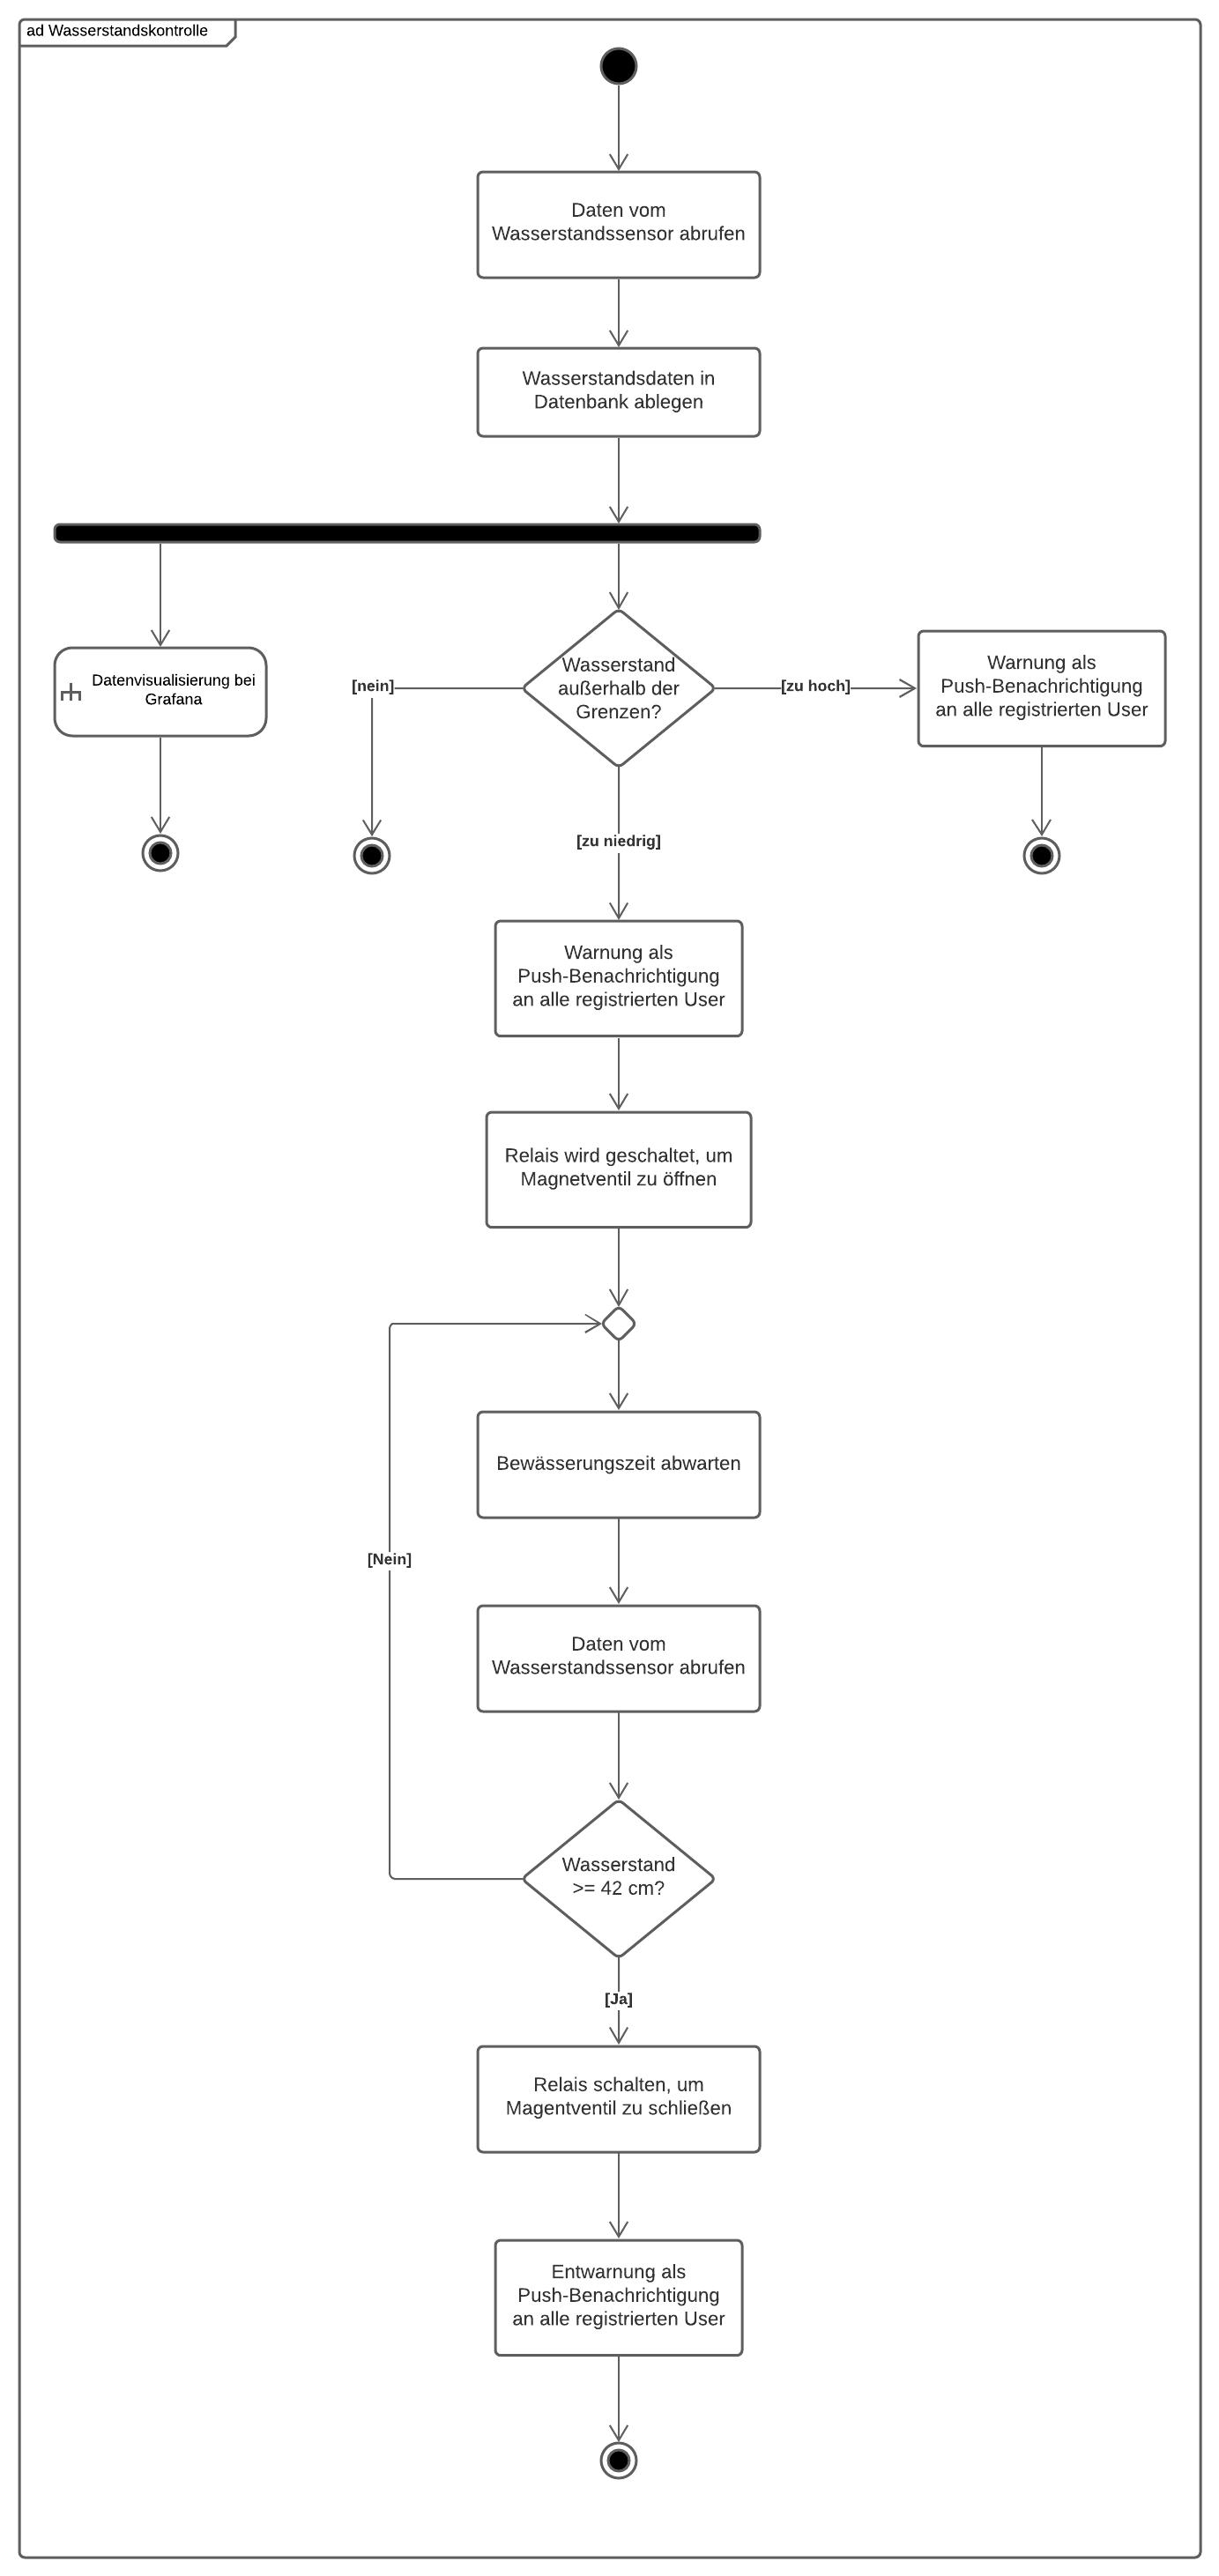 ad Wasserstandskontrolle
Daten vom
Wasserstandssensor abrufen
Wasserstandsdaten in
Datenbank ablegen
Datenvisualisierung bei
Grafana
[nein]
Wasserstand
außerhalb der
Grenzen?
[zu hoch]
Warnung als
Push-Benachrichtigung
an alle registrierten User
[zu niedrig]
Warnung als
Push-Benachrichtigung
an alle registrierten User
Relais wird geschaltet, um
Magnetventil zu öffnen
Bewässerungszeit abwarten
[Nein]
Daten vom
Wasserstandssensor abrufen
Wasserstand
>= 42 cm?
[Ja]
Relais schalten, um
Magentventil zu schließen
Entwarnung als
Push-Benachrichtigung
an alle registrierten User